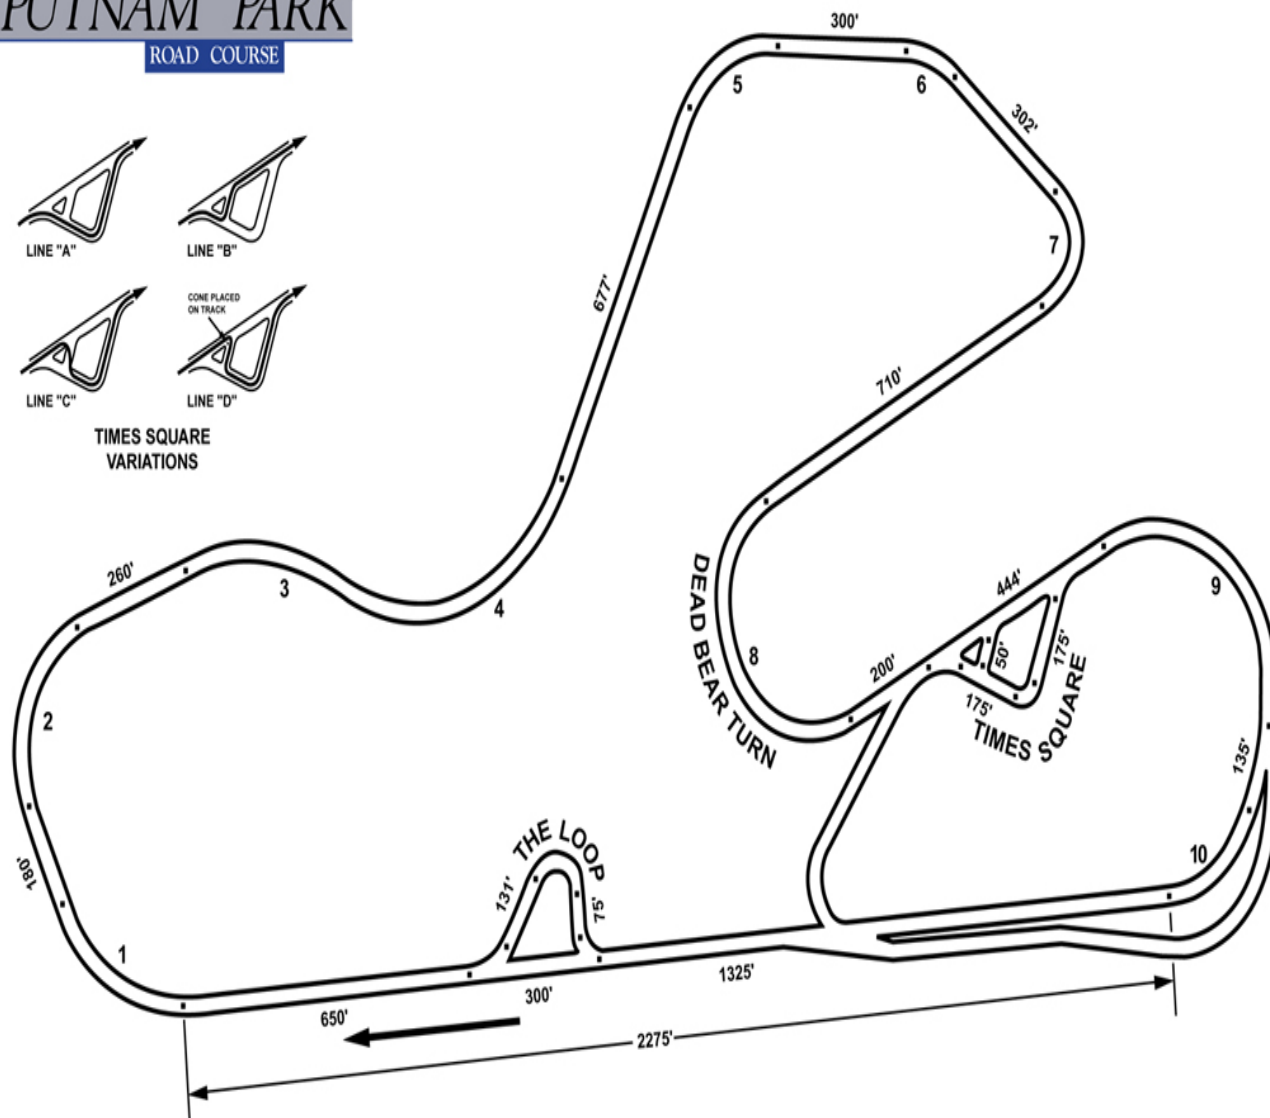 PUTNAM PARK
ROAD COURSE
LINE "A"
LINE "B"
CONE PLACED
ON TRACK
LINE "C"
LINE "D"
TIMES SQUARE
VARIATIONS
300'
5
6
302'
7
677'
710'
260'
3
4
2
180'
1
DEAD BEAR TURN
8
200'
444'
50'
175'
175'
TIMES SQUARE
9
135'
10
THE LOOP
131'
75'
1325'
300'
650'
2275'